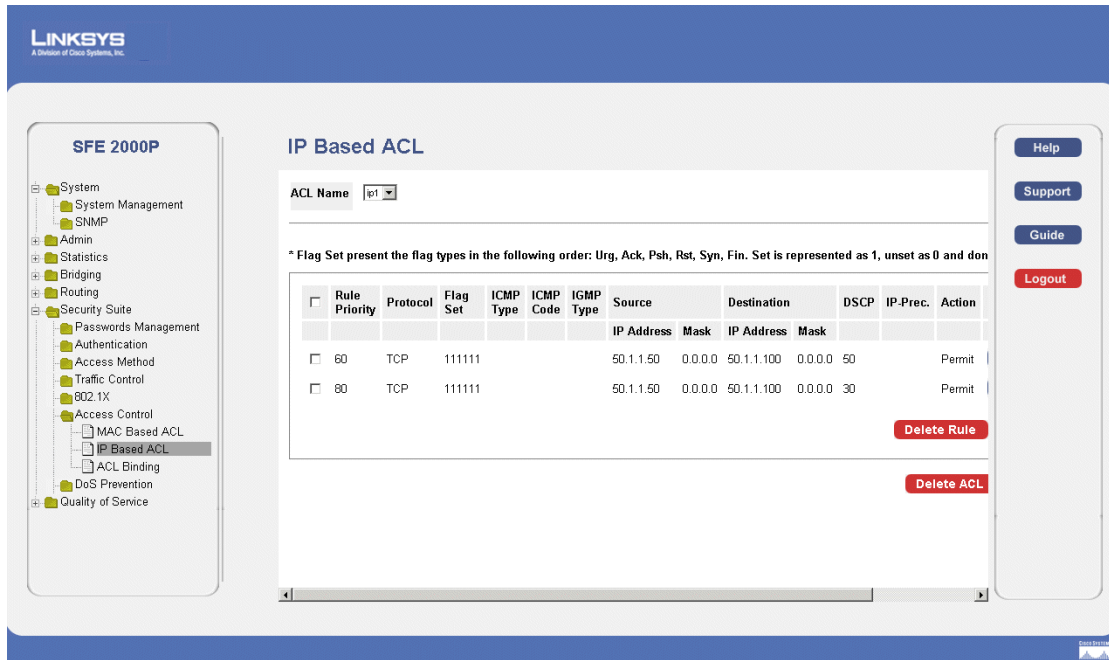 LINKSYS
A Division of Cisco Systems, Inc.
SFE 2000P
System
System Management
SNMP
Admin
Statistics
Bridging
Routing
Security Suite
Passwords Management
Authentication
Access Method
Traffic Control
802.1X
Access Control
MAC Based ACL
IP Based ACL
ACL Binding
DoS Prevention
Quality of Service
IP Based ACL
ACL Name ip1
* Flag Set present the flag types in the following order: Urg, Ack, Psh, Rst, Syn, Fin. Set is represented as 1, unset as 0 and don
Rule Priority Protocol Flag Set ICMP Type ICMP Code IGMP Type Source Destination DSCP IP-Prec. Action
IP Address Mask IP Address Mask
60 TCP 111111 50.1.1.50 0.0.0.0 50.1.1.100 0.0.0.0 50 Permit
80 TCP 111111 50.1.1.50 0.0.0.0 50.1.1.100 0.0.0.0 30 Permit
Delete Rule
Delete ACL
Help
Support
Guide
Logout